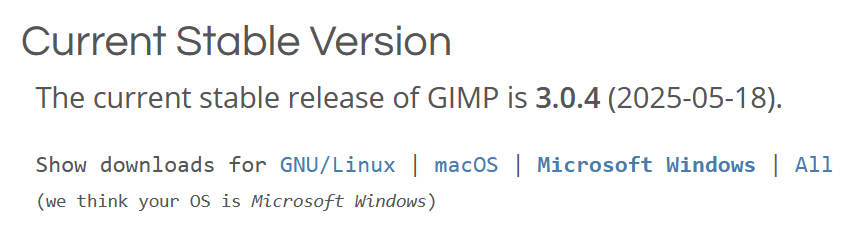 Current Stable Version
The current stable release of GIMP is 3.0.4 (2025-05-18).
Show downloads for GNU/Linux | macOS | Microsoft Windows | All
(we think your OS is Microsoft Windows)